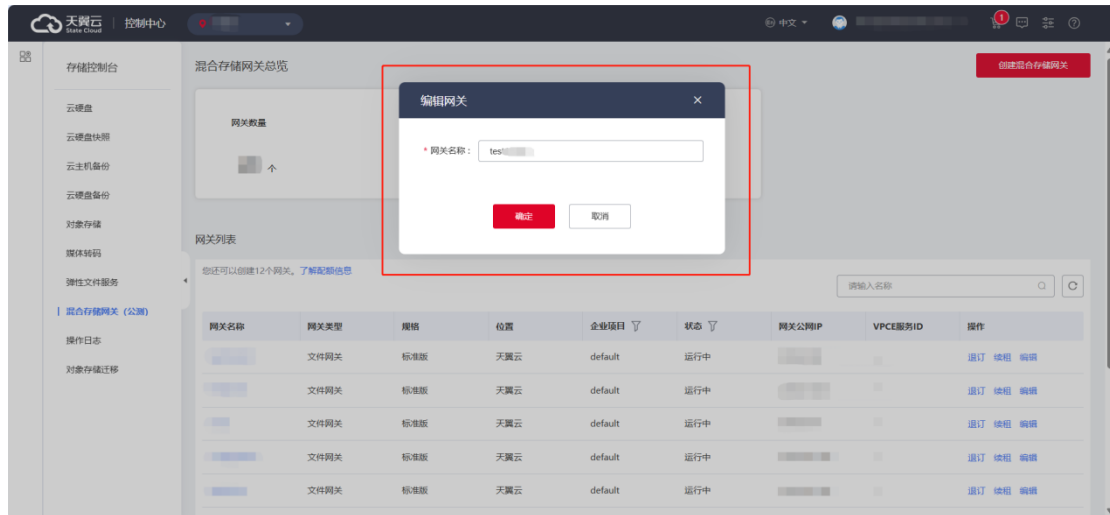 天翼云 State Cloud | 控制中心 中文 1
存储控制台
云硬盘
云硬盘快照
云主机备份
云硬盘备份
对象存储
媒体转码
弹性文件服务
混合存储网关（公测）
操作日志
对象存储迁移
混合存储网关总览 创建混合存储网关
网关数量
个
编辑网关
* 网关名称： test
确定 取消
网关列表
您还可以创建12个网关。了解配额信息
请输入名称
网关名称 网关类型 规格 位置 企业项目 状态 网关公网IP VPCE服务ID 操作
文件网关 标准版 天翼云 default 运行中 退订 续租 编辑
文件网关 标准版 天翼云 default 运行中 退订 续租 编辑
文件网关 标准版 天翼云 default 运行中 退订 续租 编辑
文件网关 标准版 天翼云 default 运行中 退订 续租 编辑
文件网关 标准版 天翼云 default 运行中 退订 续租 编辑